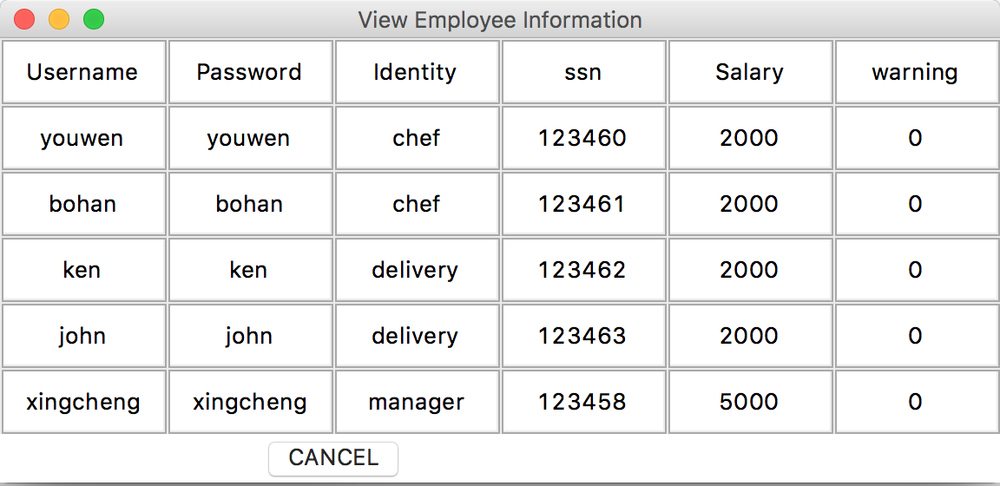 View Employee Information
Username Password Identity ssn Salary warning
youwen youwen chef 123460 2000 0
bohan bohan chef 123461 2000 0
ken ken delivery 123462 2000 0
john john delivery 123463 2000 0
xingcheng xingcheng manager 123458 5000 0
CANCEL